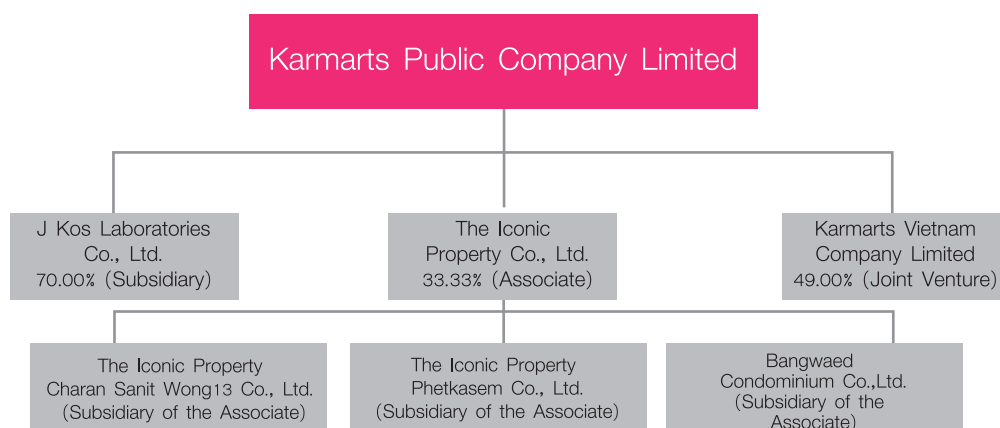 Karmarts Public Company Limited
J Kos Laboratories
Co., Ltd.
70.00% (Subsidiary)
The Iconic
Property Co., Ltd.
33.33% (Associate)
Karmarts Vietnam
Company Limited
49.00% (Joint Venture)
The Iconic Property
Charan Sanit Wong13 Co., Ltd.
(Subsidiary of the Associate)
The Iconic Property
Phetkasem Co., Ltd.
(Subsidiary of the Associate)
Bangwaed
Condominium Co.,Ltd.
(Subsidiary of the
Associate)